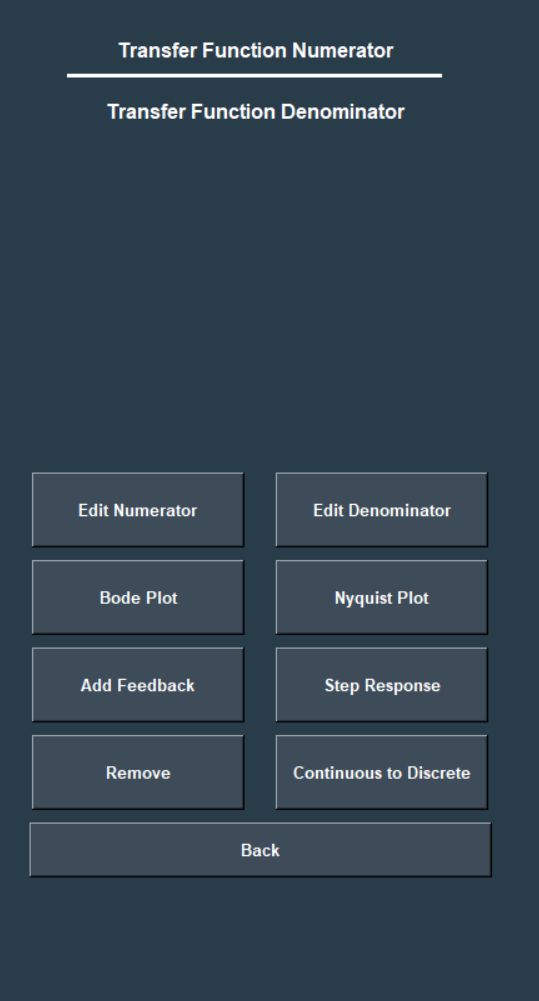 Transfer Function Numerator
Transfer Function Denominator
Edit Numerator
Edit Denominator
Bode Plot
Nyquist Plot
Add Feedback
Step Response
Remove
Continuous to Discrete
Back